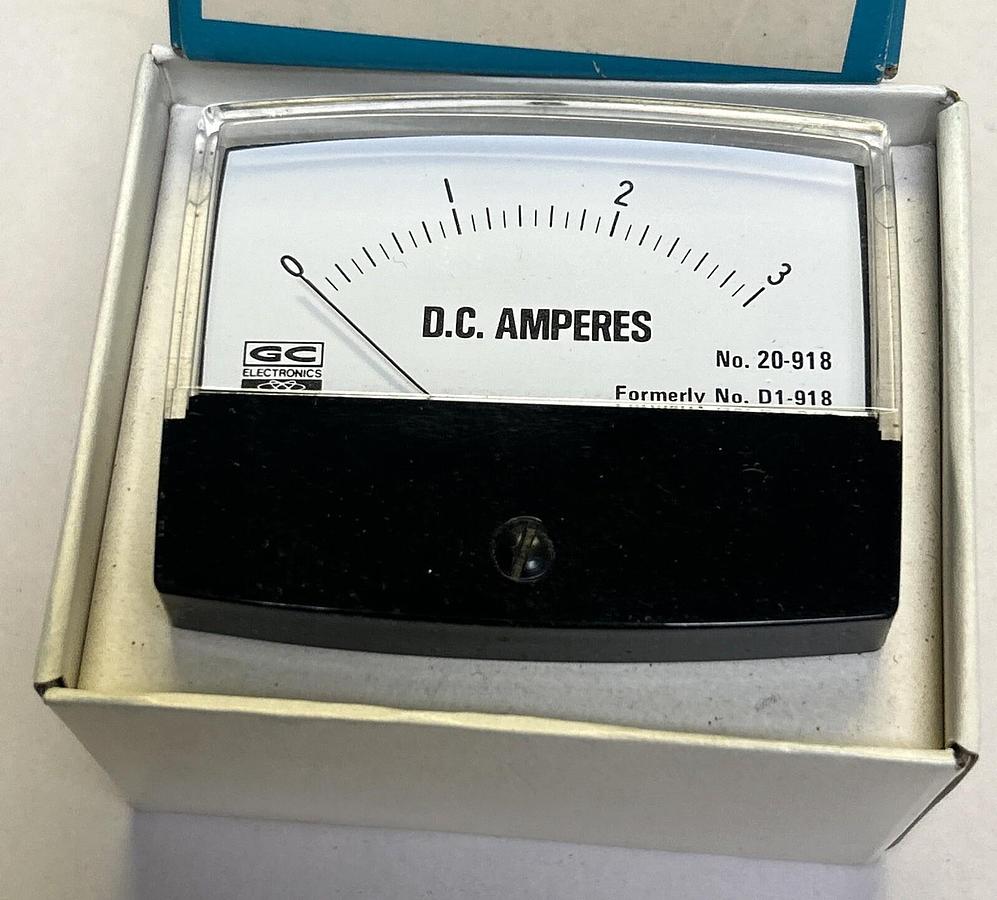 0 1 2 3
D.C. AMPERES
GC
ELECTRONICS
No. 20-918
Formerly No. D1-918